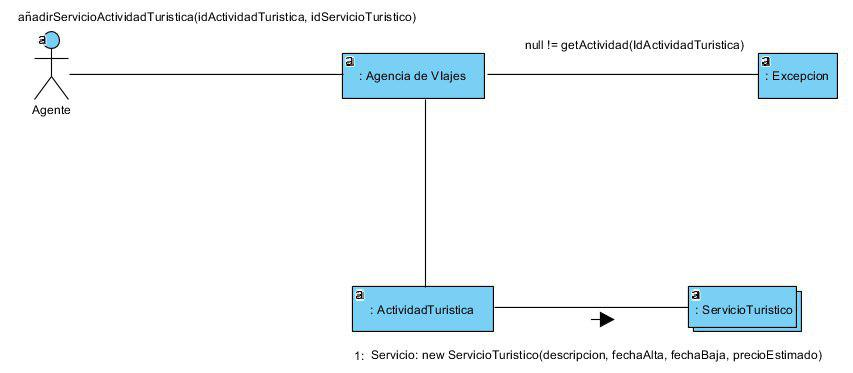 añadirServicioActividadTuristica(idActividadTuristica, idServicioTuristico)
a
Agente
a
: Agencia de VIajes
null != getActividad(IdActividadTuristica)
a
: Excepcion
a
: ActividadTuristica
a
: ServicioTuristico
1: Servicio: new ServicioTuristico(descripcion, fechaAlta, fechaBaja, precioEstimado)